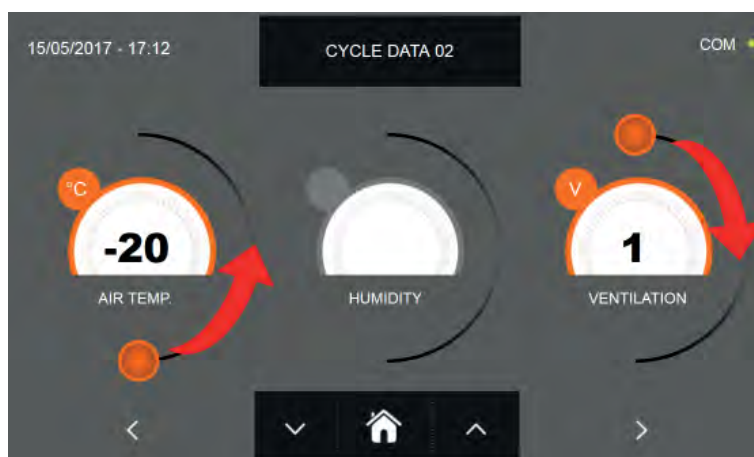 15/05/2017 - 17:12
CYCLE DATA 02
COM
°C
-20
AIR TEMP.
HUMIDITY
V
1
VENTILATION